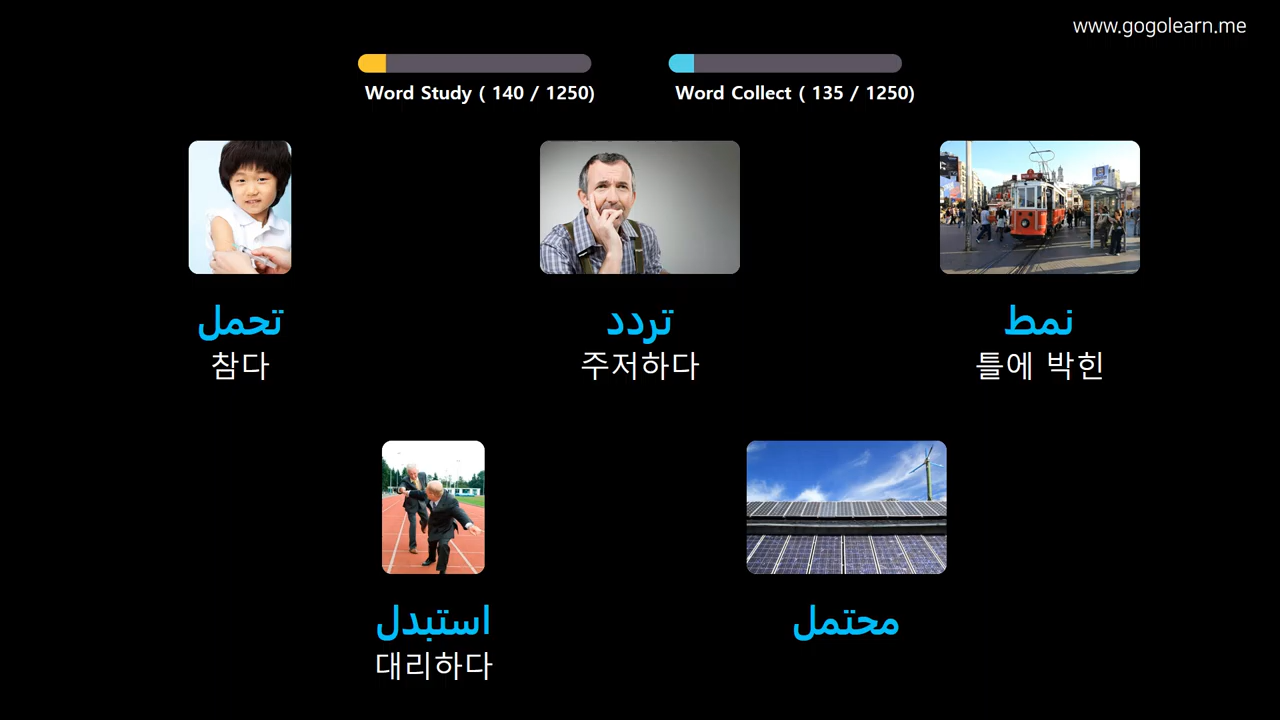 www.gogolearn.me
Word Study ( 140 / 1250)
Word Collect ( 135 / 1250)
تحمل
참다
تردد
주저하다
نمط
틀에 박힌
استبدل
대리하다
محتمل